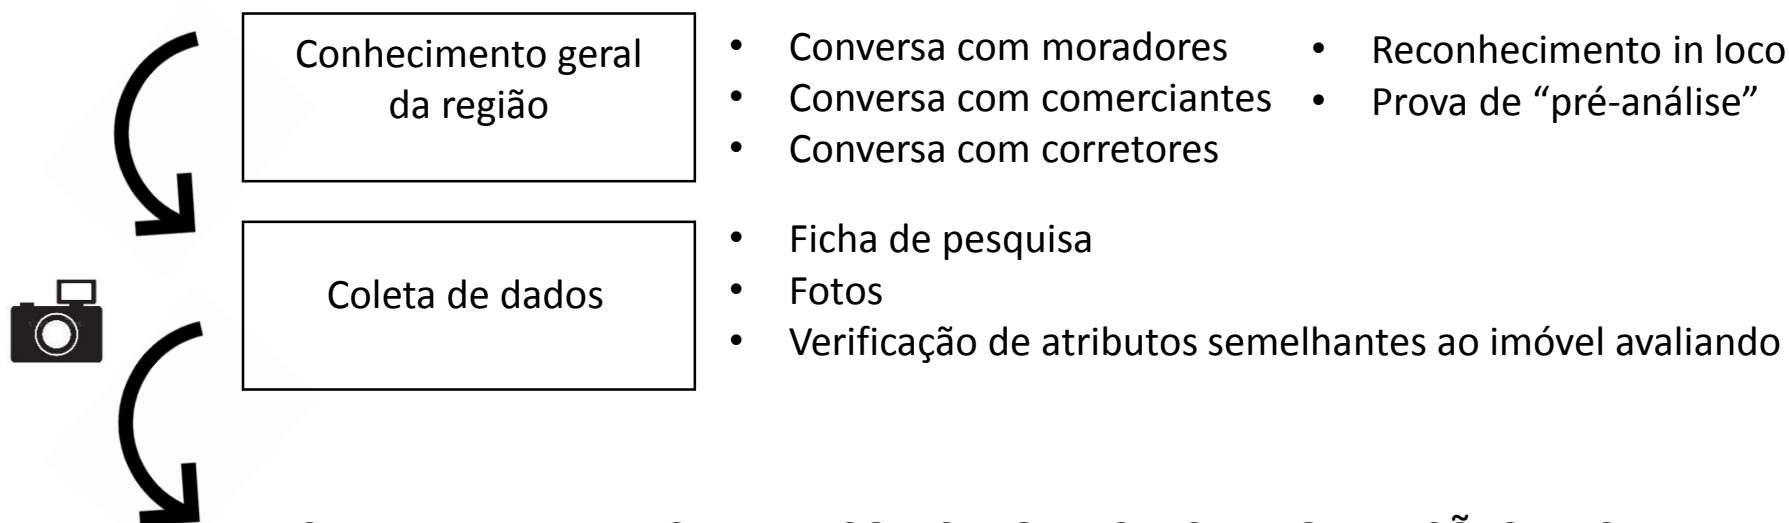 Conhecimento geral
da região
• Conversa com moradores
• Conversa com comerciantes
• Conversa com corretores
• Reconhecimento in loco
• Prova de “pré-análise”
Coleta de dados
• Ficha de pesquisa
• Fotos
• Verificação de atributos semelhantes ao imóvel avaliando